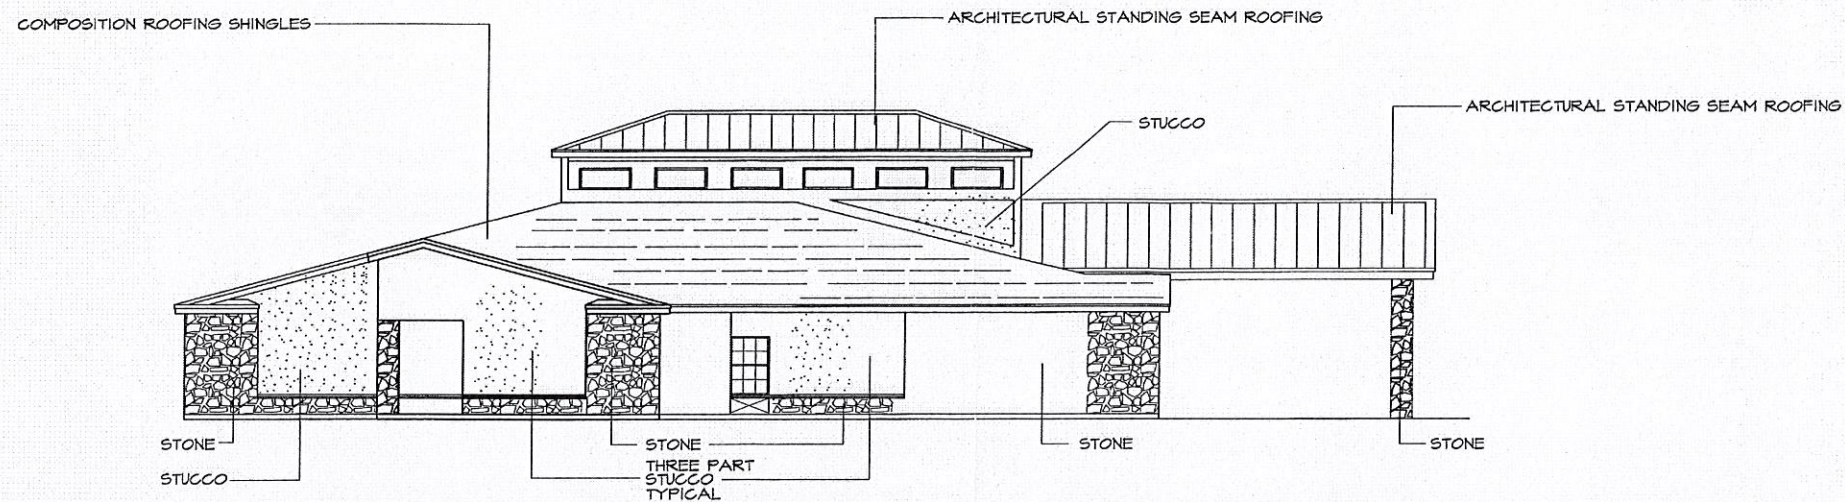 COMPOSITION ROOFING SHINGLES
ARCHITECTURAL STANDING SEAM ROOFING
ARCHITECTURAL STANDING SEAM ROOFING
STUCCO
STONE
STUCCO
STONE
THREE PART
STUCCO
TYPICAL
STONE
STONE